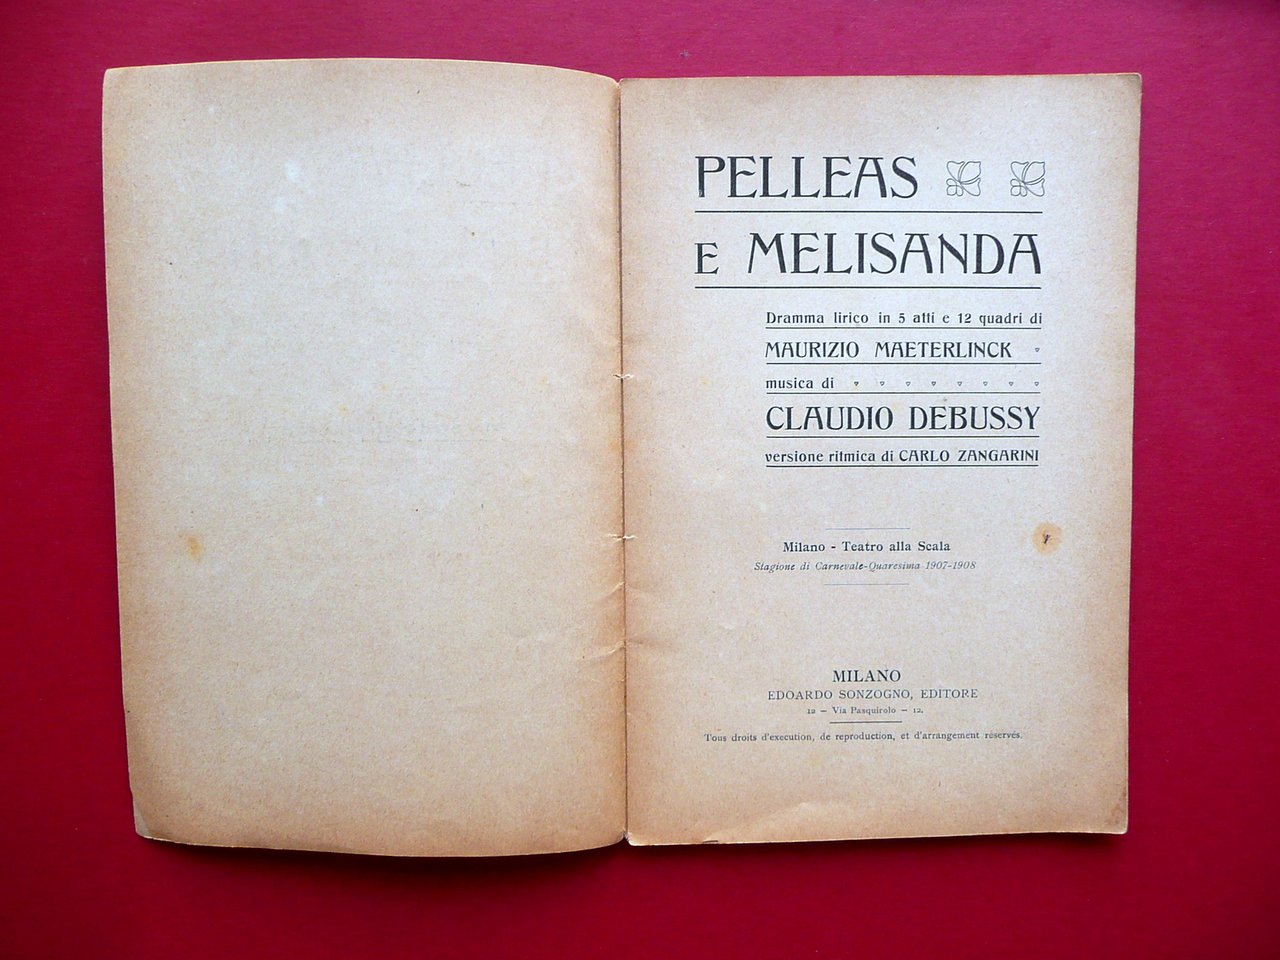 PELLEAS
E MELISANDA
Dramma lirico in 5 atti e 12 quadri di
MAURIZIO MAETERLINCK
musica di
CLAUDIO DEBUSSY
versione ritmica di CARLO ZANGARINI
Milano - Teatro alla Scala
Stagione di Carnevale-Quaresima 1907-1908
MILANO
EDOARDO SONZOGNO, EDITORE
12 — Via Pasquirolo — 12.
Tous droits d'execution, de reproduction, et d'arrangement réservés.